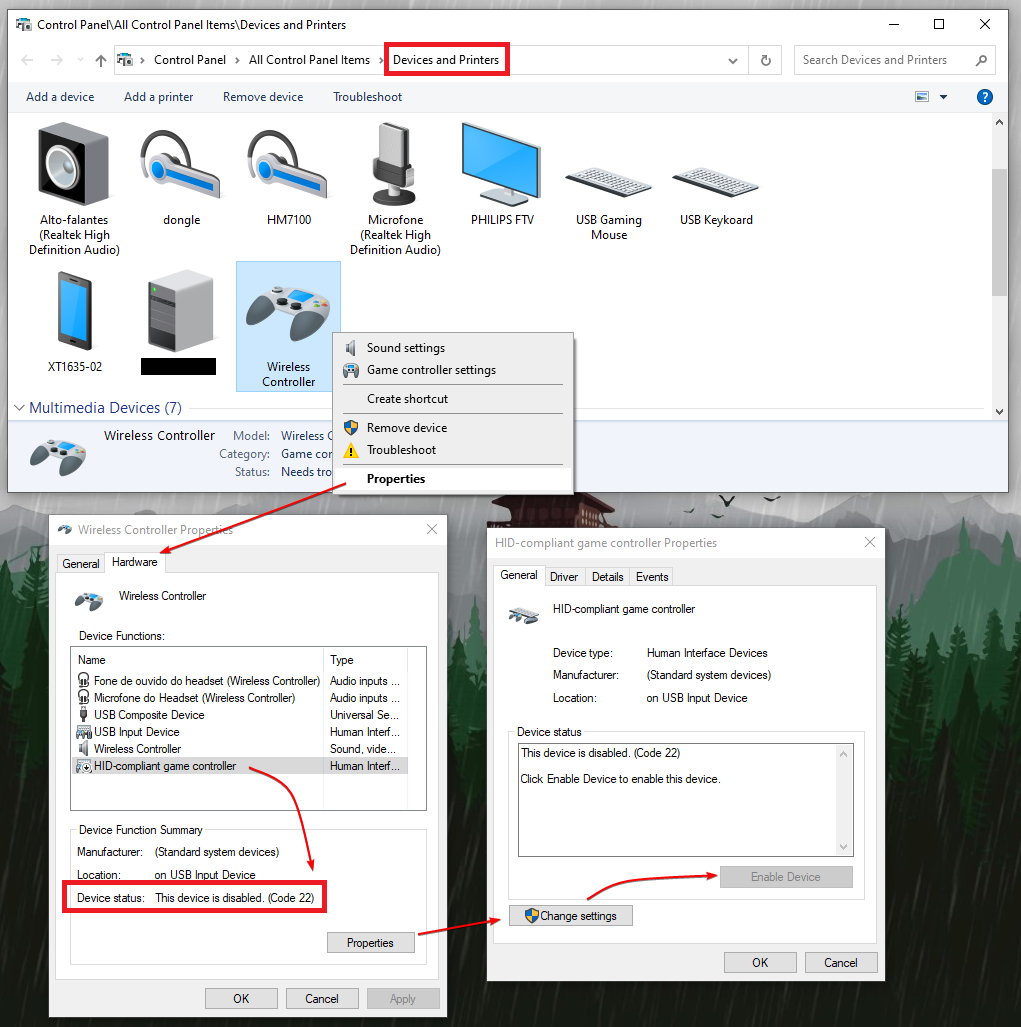 Control Panel\All Control Panel Items\Devices and Printers
Control Panel > All Control Panel Items > Devices and Printers
Search Devices and Printers
Add a device
Add a printer
Remove device
Troubleshoot
?
Alto-falantes
(Realtek High
Definition Audio)
dongle
HM7100
Microfone
(Realtek High
Definition Audio)
PHILIPS FTV
USB Gaming
Mouse
USB Keykoard
XT1635-02
Wireless
Controller
Sound settings
Game controller settings
Create shortcut
Remove device
Troubleshoot
Properties
Multimedia Devices (7)
Wireless Controller
Model: Wireless C
Category: Game cor
Status: Needs tro
Wireless Controller Properties
General
Hardware
Wireless Controller
Device Functions:
Name Type
Fone de ouvido do headset (Wireless Controller) Audio inputs ...
Microfone do Headset (Wireless Controller) Audio inputs ...
USB Composite Device Universal Se...
USB Input Device Human Interf...
Wireless Controller Sound, vide...
HID-compliant game controller Human Interf...
Device Function Summary
Manufacturer: (Standard system devices)
Location: on USB Input Device
Device status: This device is disabled. (Code 22)
Properties
OK
Cancel
Apply
HID-compliant game controller Properties
General
Driver
Details
Events
HID-compliant game controller
Device type: Human Interface Devices
Manufacturer: (Standard system devices)
Location: on USB Input Device
Device status
This device is disabled. (Code 22)
Click Enable Device to enable this device.
Enable Device
Change settings
OK
Cancel